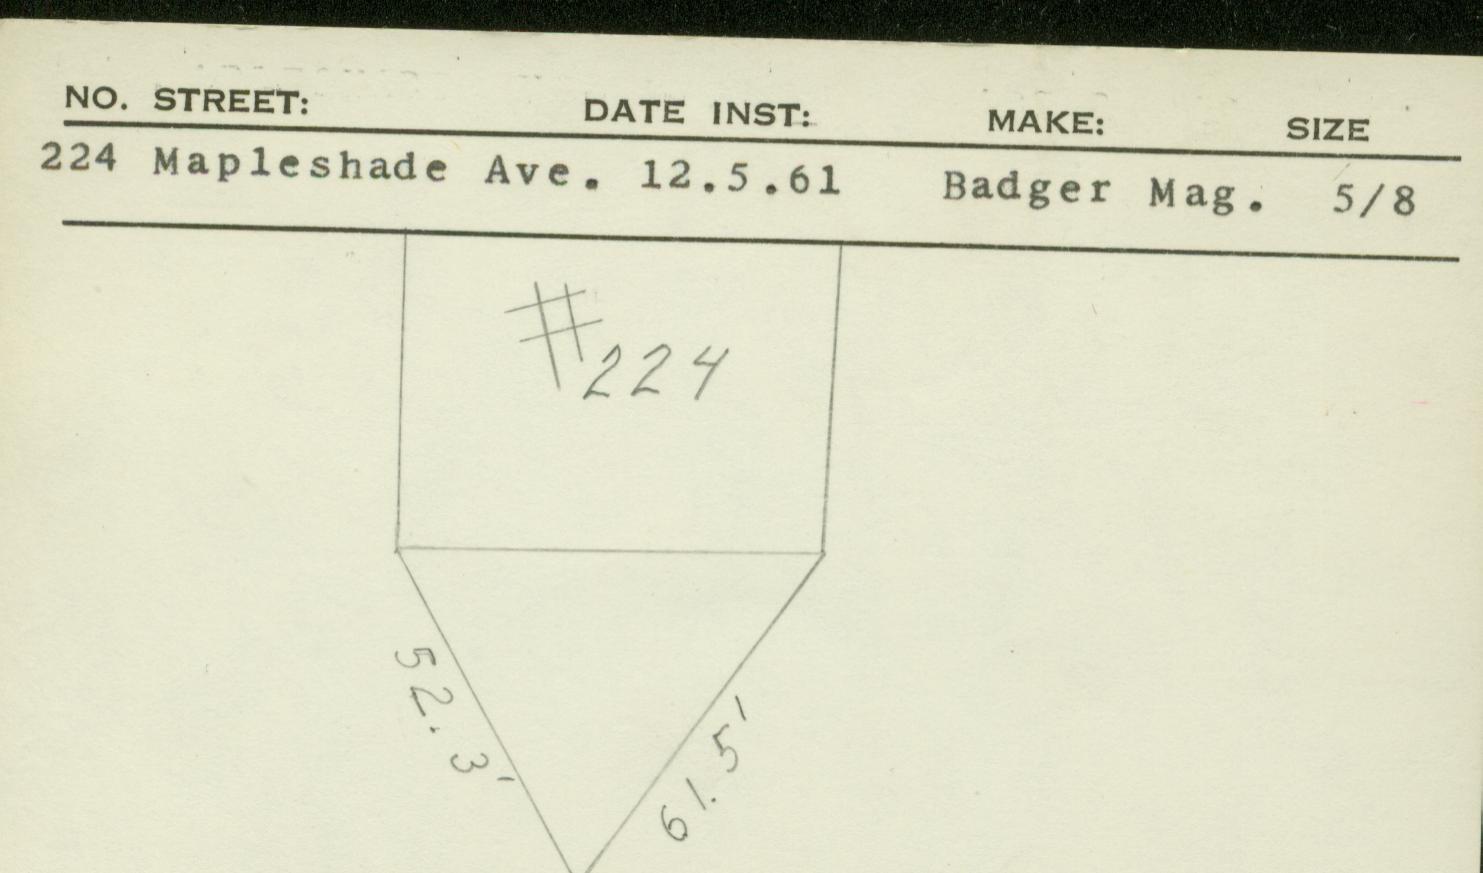 NO. STREET: DATE INST: MAKE: SIZE
224 Mapleshade Ave. 12.5.61 Badger Mag. 5/8
#224
52.3'
61.5'